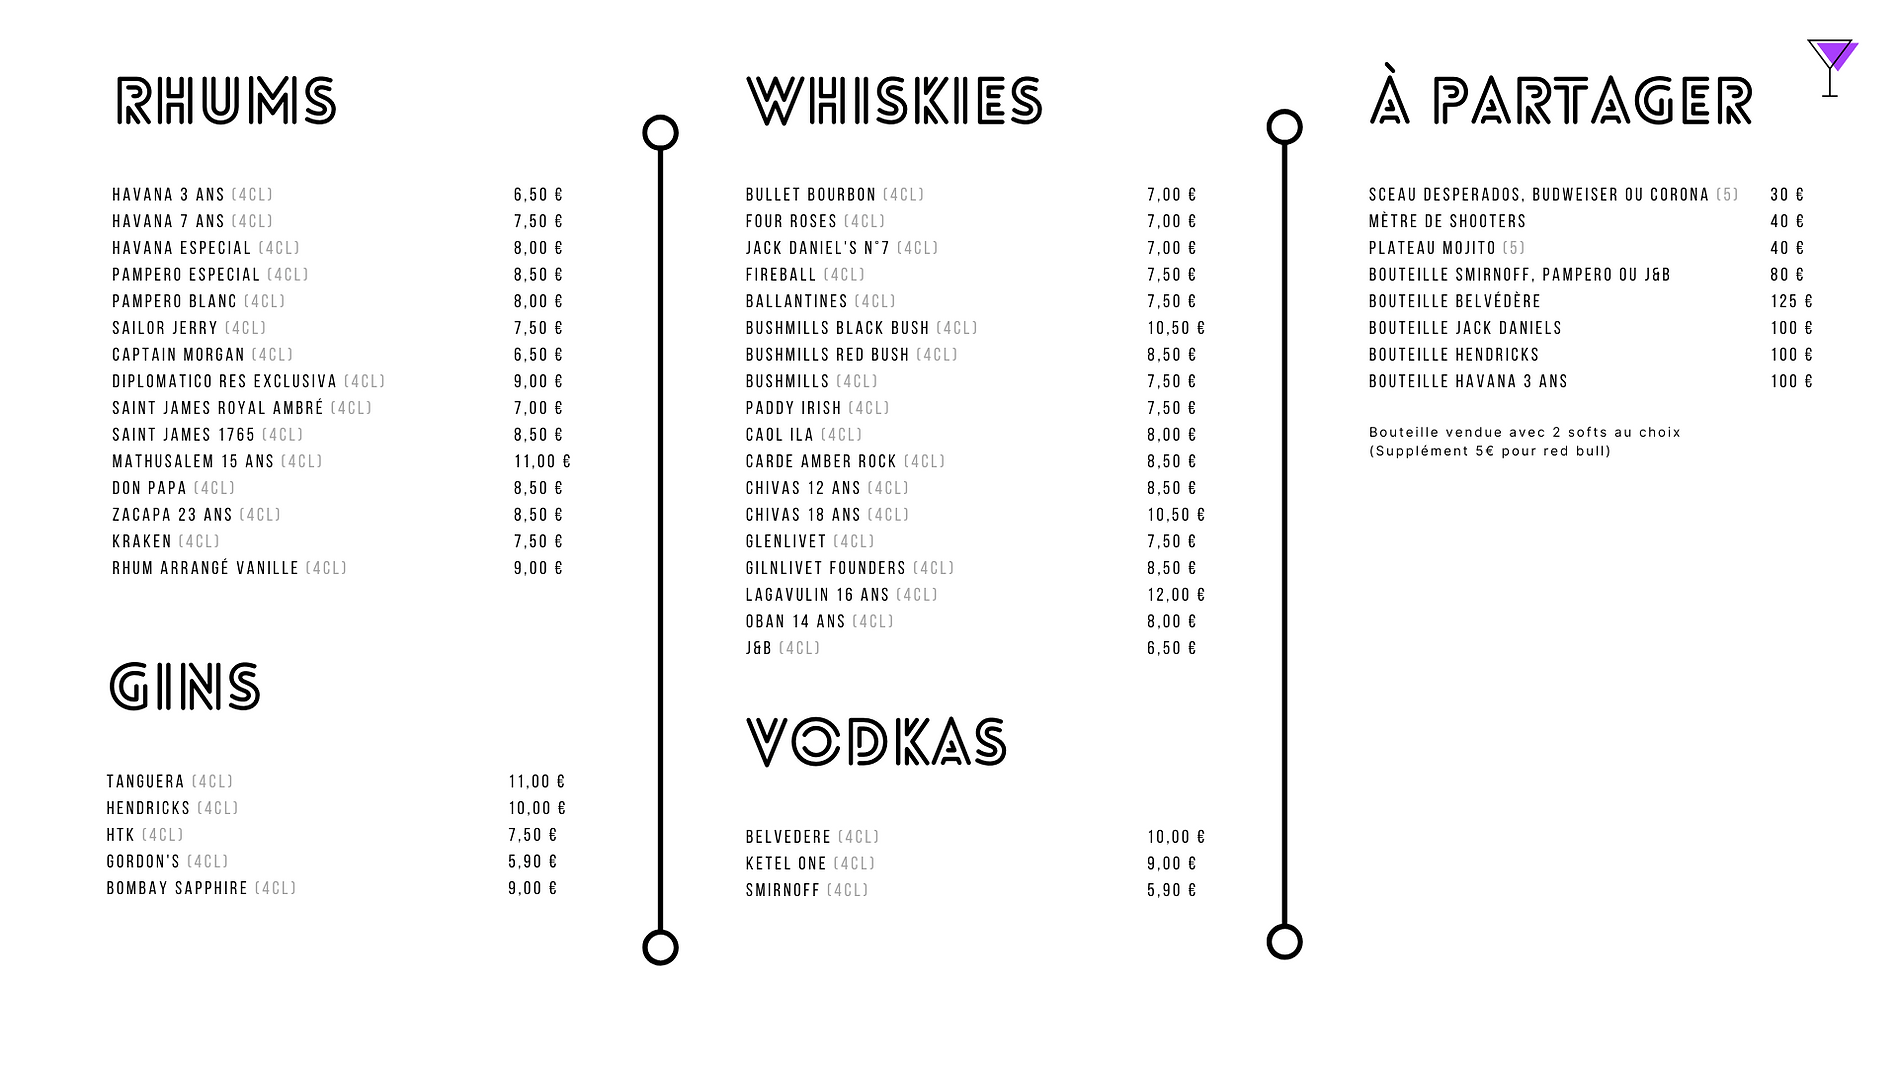 RHUMS
HAVANA 3 ANS (4CL) 6,50 €
HAVANA 7 ANS (4CL) 7,50 €
HAVANA ESPECIAL (4CL) 8,00 €
PAMPERO ESPECIAL (4CL) 8,50 €
PAMPERO BLANC (4CL) 8,00 €
SAILOR JERRY (4CL) 7,50 €
CAPTAIN MORGAN (4CL) 6,50 €
DIPLOMATICO RES EXCLUSIVA (4CL) 9,00 €
SAINT JAMES ROYAL AMBRÉ (4CL) 7,00 €
SAINT JAMES 1765 (4CL) 8,50 €
MATHUSALEM 15 ANS (4CL) 11,00 €
DON PAPA (4CL) 8,50 €
ZACAPA 23 ANS (4CL) 8,50 €
KRAKEN (4CL) 7,50 €
RHUM ARRANGÉ VANILLE (4CL) 9,00 €
GINS
TANGUERA (4CL) 11,00 €
HENDRICKS (4CL) 10,00 €
HTK (4CL) 7,50 €
GORDON'S (4CL) 5,90 €
BOMBAY SAPPHIRE (4CL) 9,00 €
WHISKIES
BULLET BOURBON (4CL) 7,00 €
FOUR ROSES (4CL) 7,00 €
JACK DANIEL'S N°7 (4CL) 7,00 €
FIREBALL (4CL) 7,50 €
BALLANTINES (4CL) 7,50 €
BUSHMILLS BLACK BUSH (4CL) 10,50 €
BUSHMILLS RED BUSH (4CL) 8,50 €
BUSHMILLS (4CL) 7,50 €
PADDY IRISH (4CL) 7,50 €
CAOL ILA (4CL) 8,00 €
CARDE AMBER ROCK (4CL) 8,50 €
CHIVAS 12 ANS (4CL) 8,50 €
CHIVAS 18 ANS (4CL) 10,50 €
GLENLIVET (4CL) 7,50 €
GILNLIVET FOUNDERS (4CL) 8,50 €
LAGAVULIN 16 ANS (4CL) 12,00 €
OBAN 14 ANS (4CL) 8,00 €
J&B (4CL) 6,50 €
VODKAS
BELVEDERE (4CL) 10,00 €
KETEL ONE (4CL) 9,00 €
SMIRNOFF (4CL) 5,90 €
À PARTAGER
SCEAU DESPERADOS, BUDWEISER OU CORONA (5) 30 €
MÈTRE DE SHOOTERS 40 €
PLATEAU MOJITO (5) 40 €
BOUTEILLE SMIRNOFF, PAMPERO OU J&B 80 €
BOUTEILLE BELVÉDÈRE 125 €
BOUTEILLE JACK DANIELS 100 €
BOUTEILLE HENDRICKS 100 €
BOUTEILLE HAVANA 3 ANS 100 €
Bouteille vendue avec 2 softs au choix
(Supplément 5€ pour red bull)